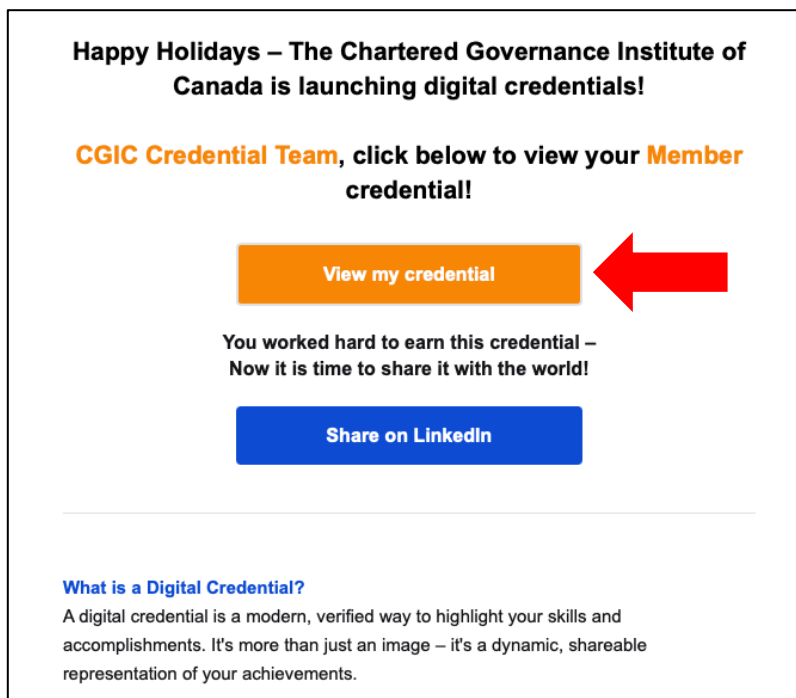 Happy Holidays – The Chartered Governance Institute of
Canada is launching digital credentials!
CGIC Credential Team, click below to view your Member
credential!
View my credential
You worked hard to earn this credential –
Now it is time to share it with the world!
Share on LinkedIn
What is a Digital Credential?
A digital credential is a modern, verified way to highlight your skills and
accomplishments. It's more than just an image – it's a dynamic, shareable
representation of your achievements.